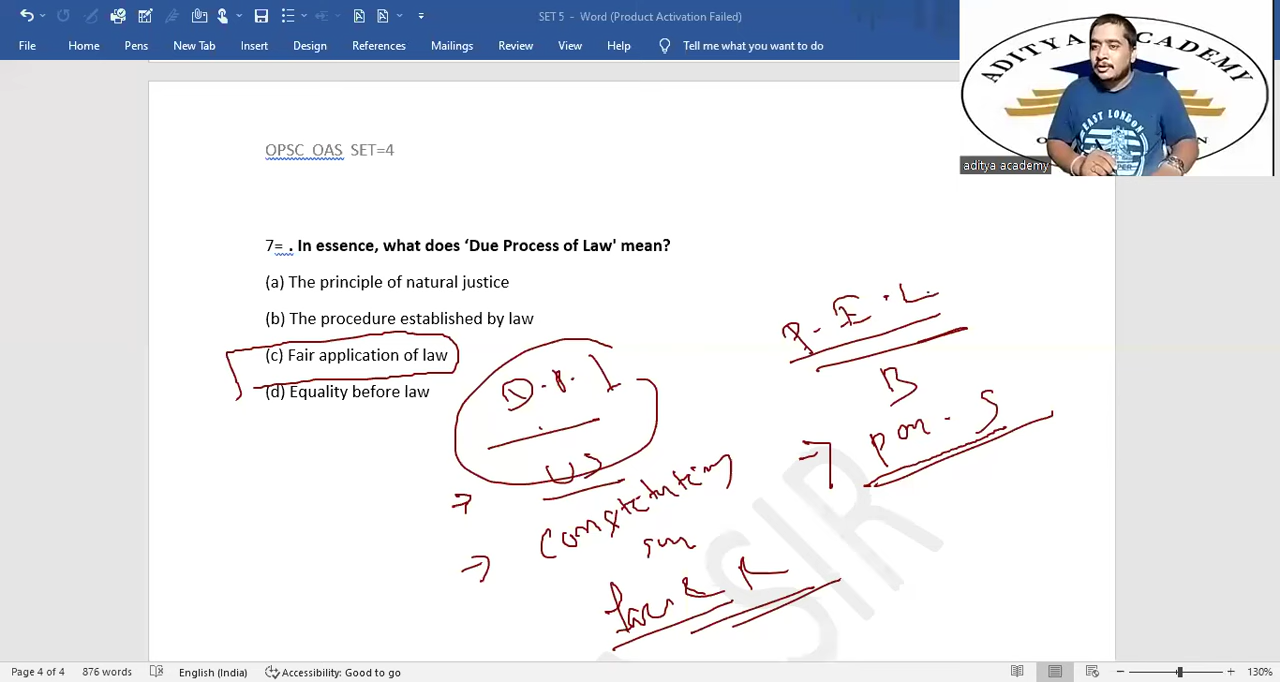 SET 5 - Word (Product Activation Failed)
File Home Pens New Tab Insert Design References Mailings Review View Help Tell me what you want to do
ADITYA ACADEMY
aditya academy
OPSC OAS SET=4
7= . In essence, what does ‘Due Process of Law' mean?
(a) The principle of natural justice
(b) The procedure established by law
(c) Fair application of law
(d) Equality before law
P. E. L.
B
D. P. L
US
SIR
Page 4 of 4 876 words English (India) Accessibility: Good to go 130%